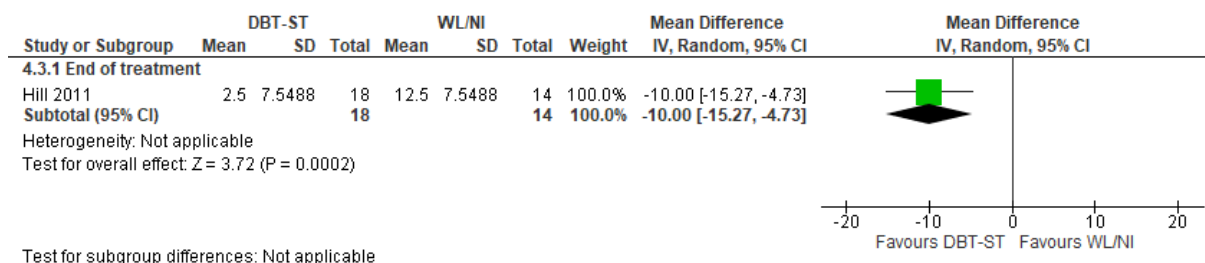 DBT-ST WL/NI Mean Difference Mean Difference
Study or Subgroup Mean SD Total Mean SD Total Weight IV, Random, 95% CI IV, Random, 95% CI
4.3.1 End of treatment
Hill 2011 2.5 7.5488 18 12.5 7.5488 14 100.0% -10.00 [-15.27, -4.73]
Subtotal (95% CI) 18 14 100.0% -10.00 [-15.27, -4.73]
Heterogeneity: Not applicable
Test for overall effect: Z = 3.72 (P = 0.0002)
-20 -10 0 10 20
Favours DBT-ST Favours WL/NI
Test for subgroup differences: Not applicable